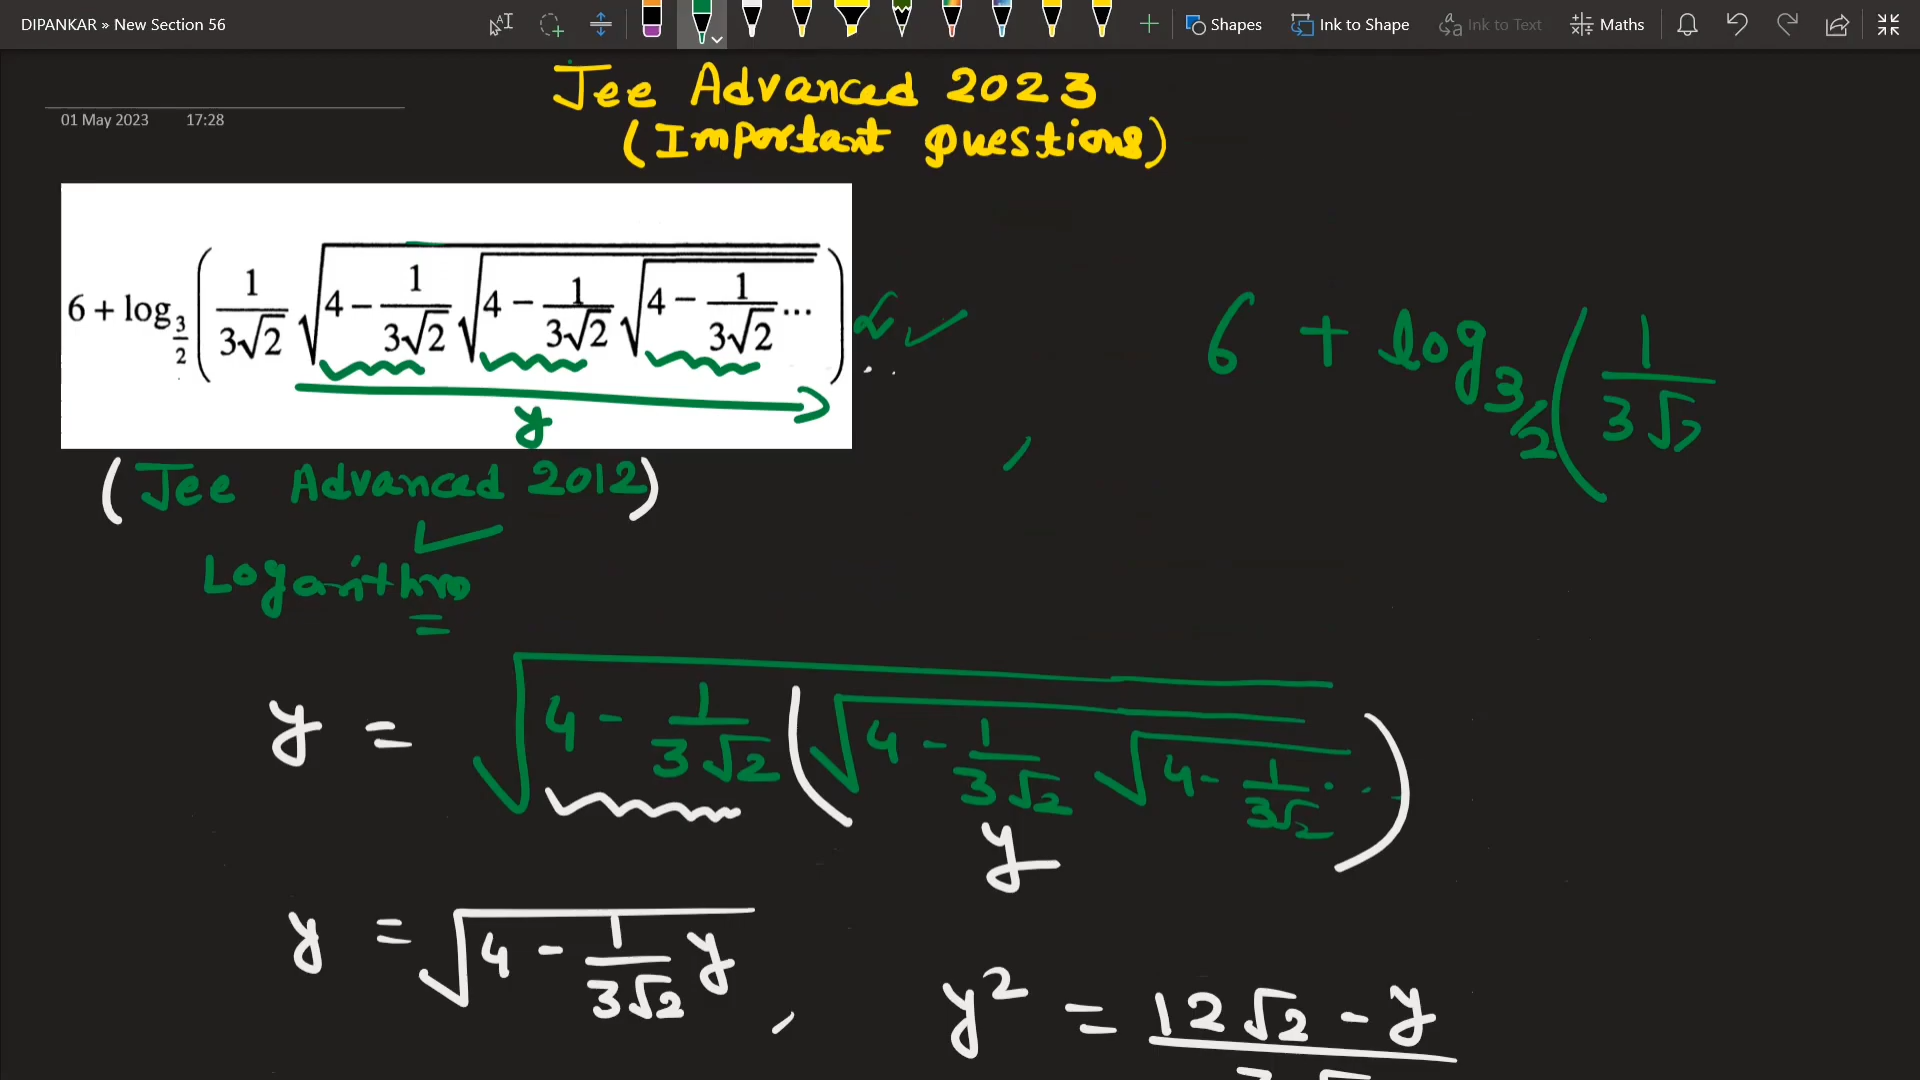 DIPANKAR » New Section 56
Shapes
Ink to Shape
Ink to Text
Maths
Jee Advanced 2023
(Important questions)
01 May 2023 17:28
6 + log_{3/2} ( 1/(3√2) √(4 − 1/(3√2) √(4 − 1/(3√2) √(4 − 1/(3√2) ...))) )
y
6 + log_{3/2} ( 1/(3√2)
(Jee Advanced 2012)
Logarithm
y = √(4 - 1/(3√2) (√(4 - 1/(3√2) √(4 - 1/(3√2) ...))))
y
y = √(4 - 1/(3√2) y) ,
y² = 12√2 - y